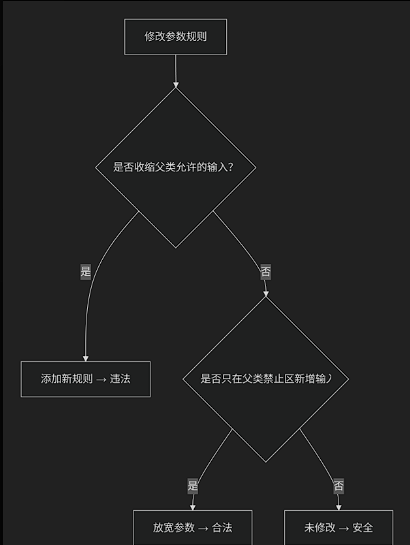 修改参数规则
是否收缩父类允许的输入?
是
否
添加新规则 → 违法
是否只在父类禁止区新增输入
是
否
放宽参数 → 合法
未修改 → 安全